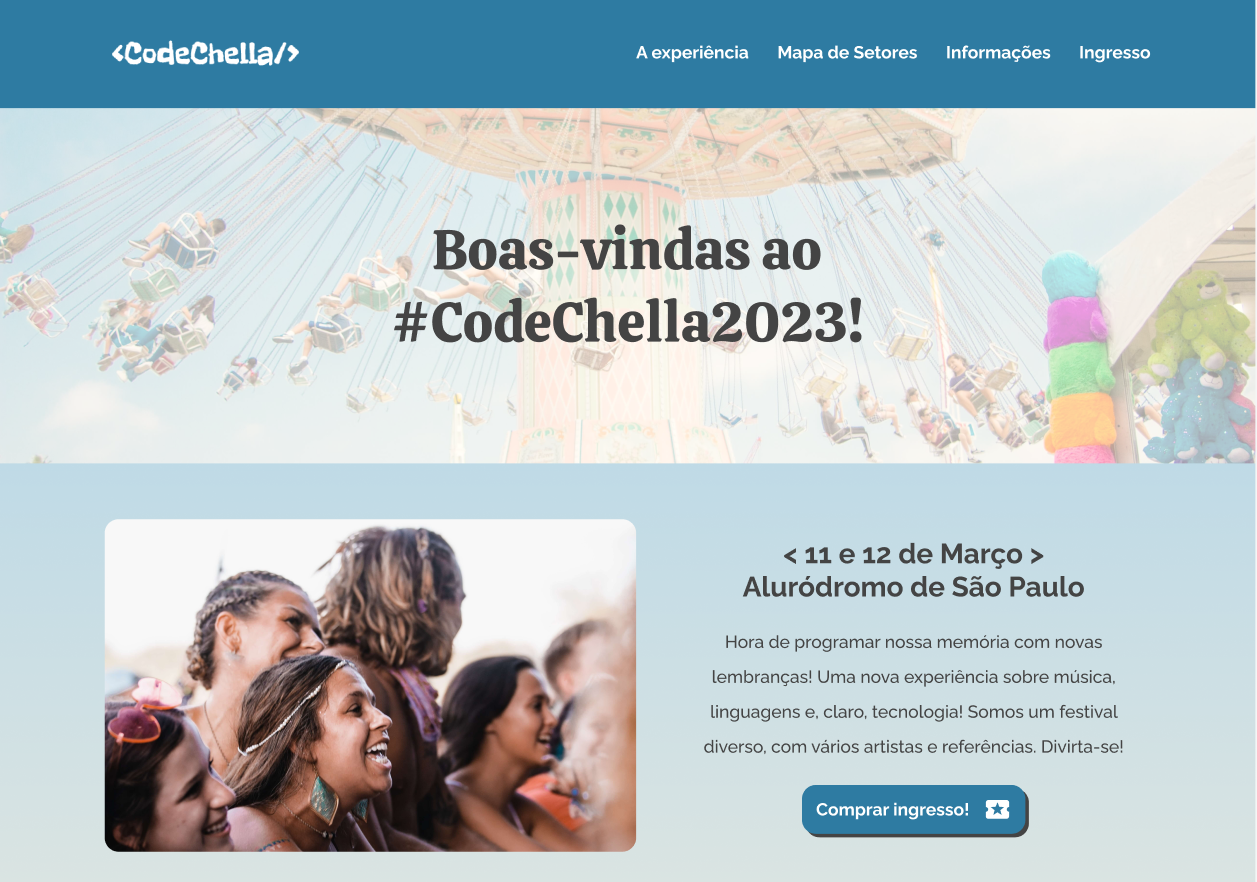 <CodeChella/>
A experiência Mapa de Setores Informações Ingresso
Boas-vindas ao
#CodeChella2023!
< 11 e 12 de Março >
Aluródromo de São Paulo
Hora de programar nossa memória com novas
lembranças! Uma nova experiência sobre música,
linguagens e, claro, tecnologia! Somos um festival
diverso, com vários artistas e referências. Divirta-se!
Comprar ingresso!